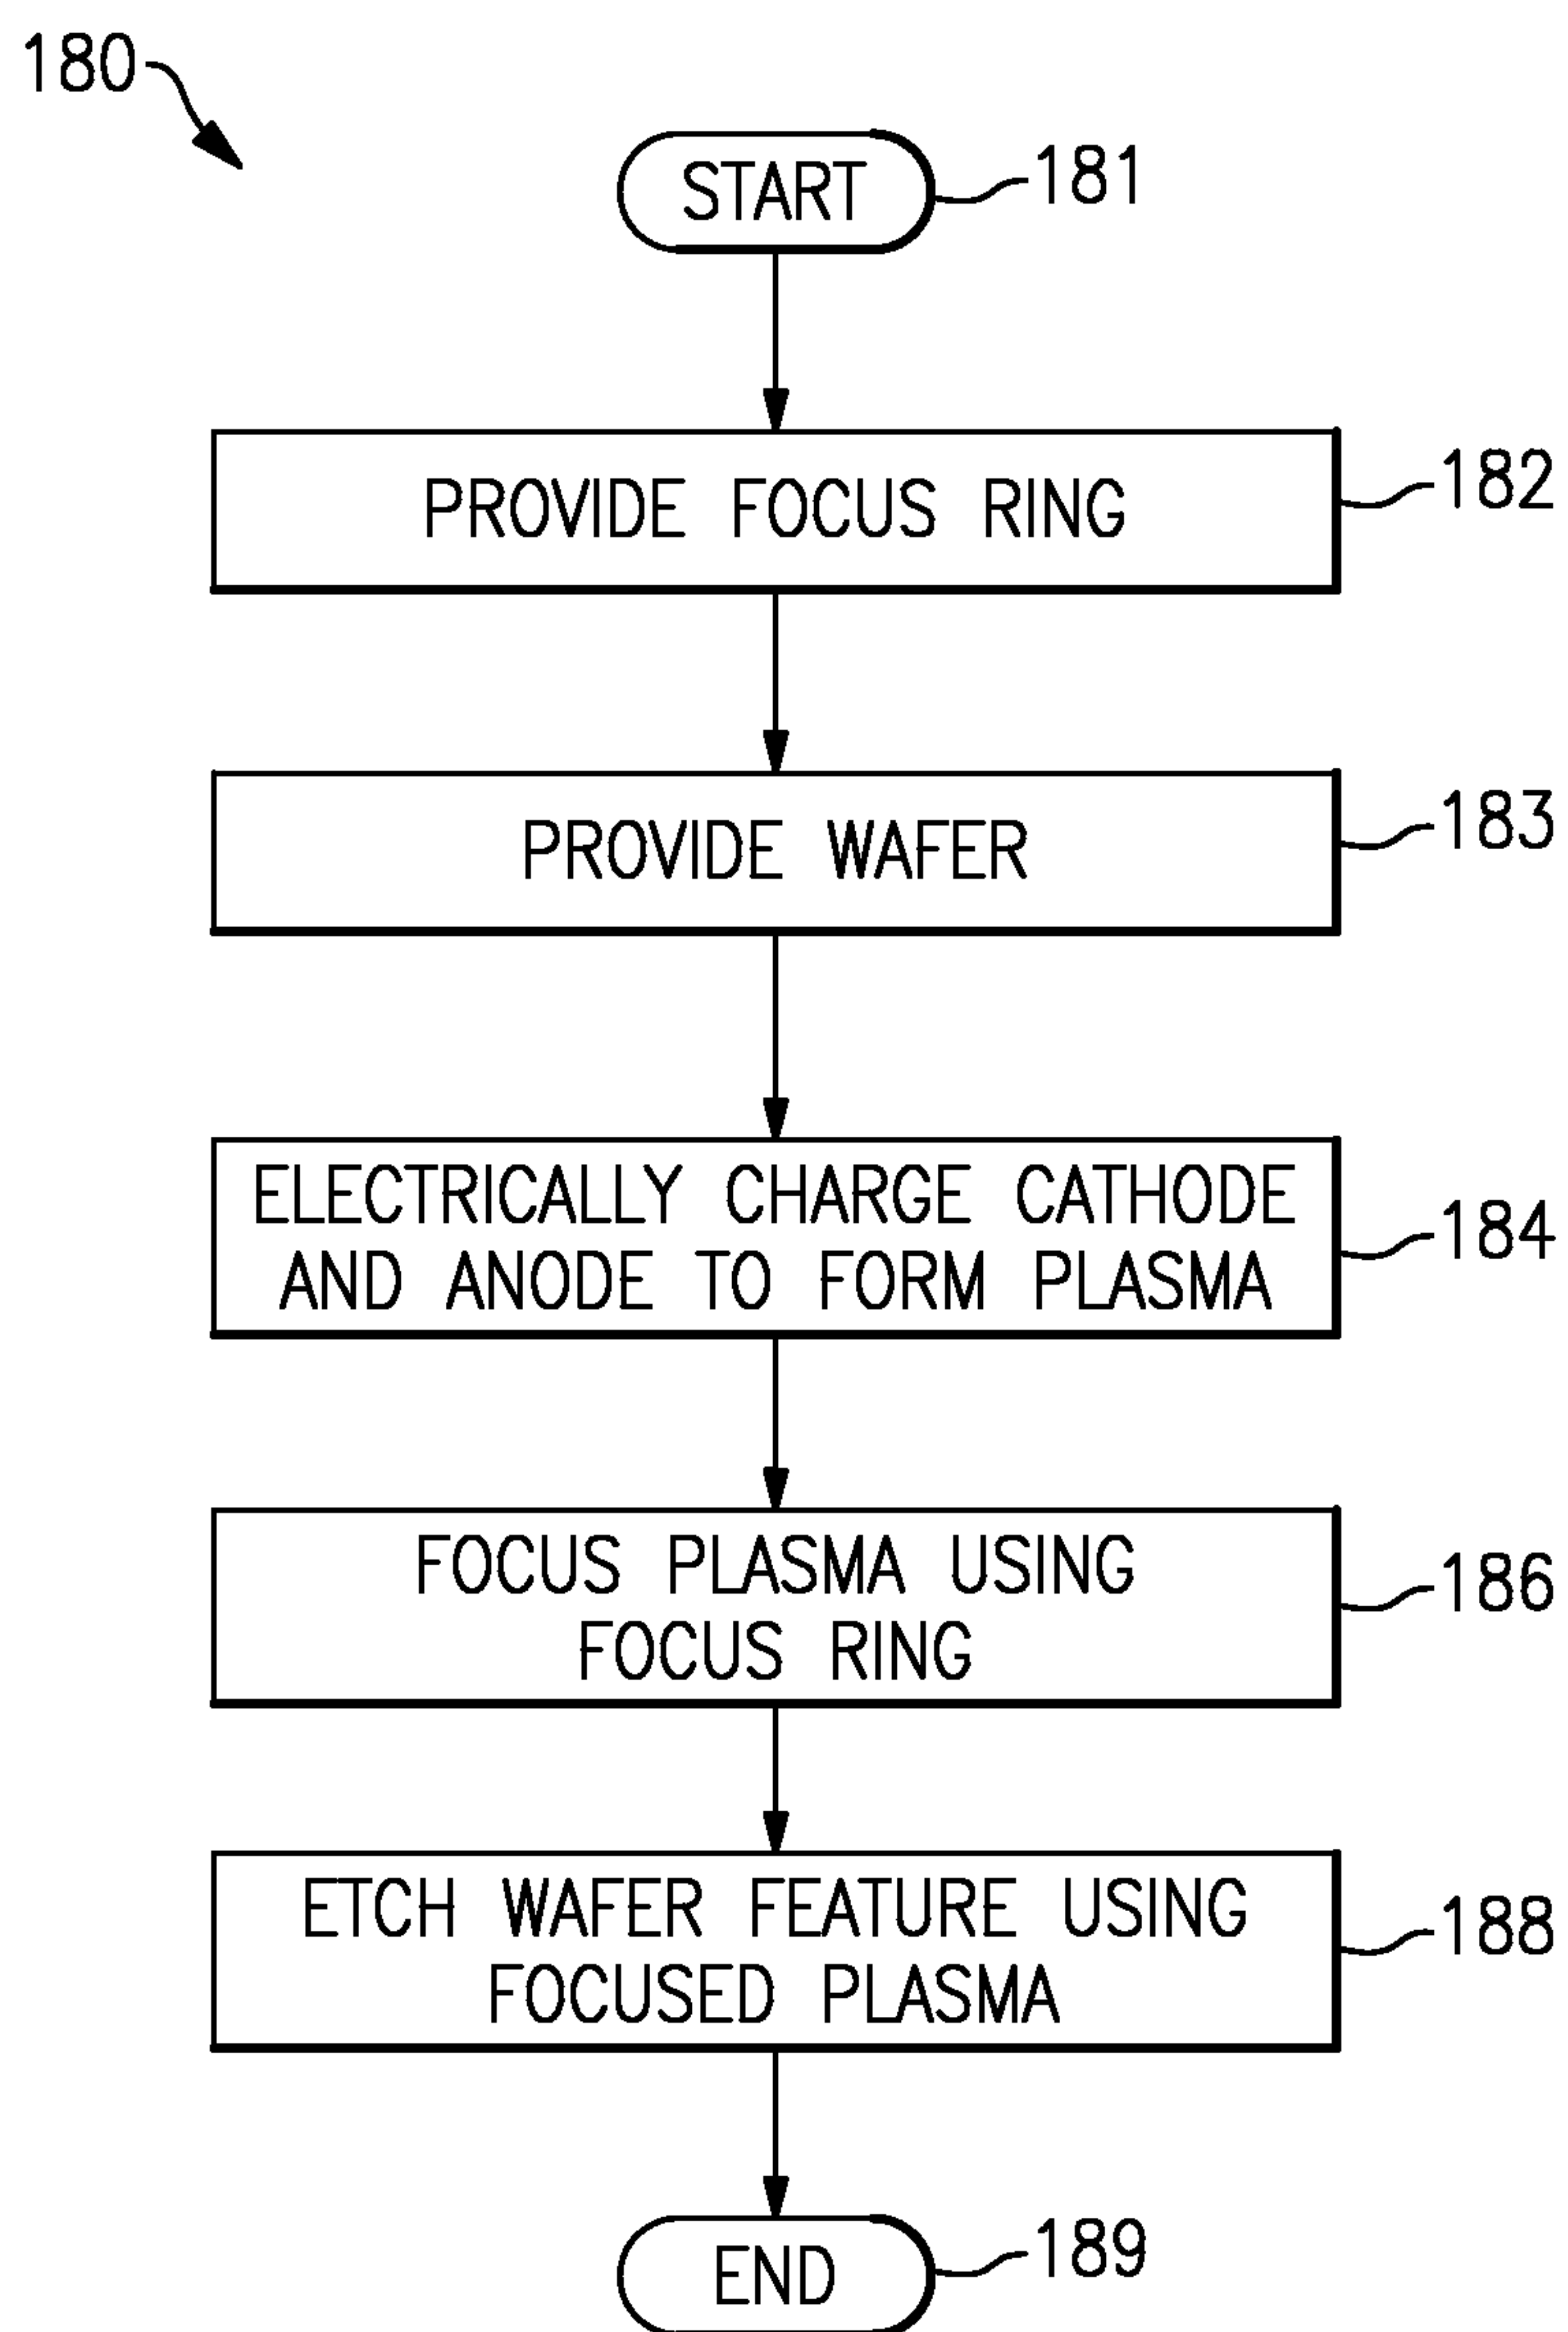 180
START
181
PROVIDE FOCUS RING
182
PROVIDE WAFER
183
ELECTRICALLY CHARGE CATHODE
AND ANODE TO FORM PLASMA
184
FOCUS PLASMA USING
FOCUS RING
186
ETCH WAFER FEATURE USING
FOCUSED PLASMA
188
END
189